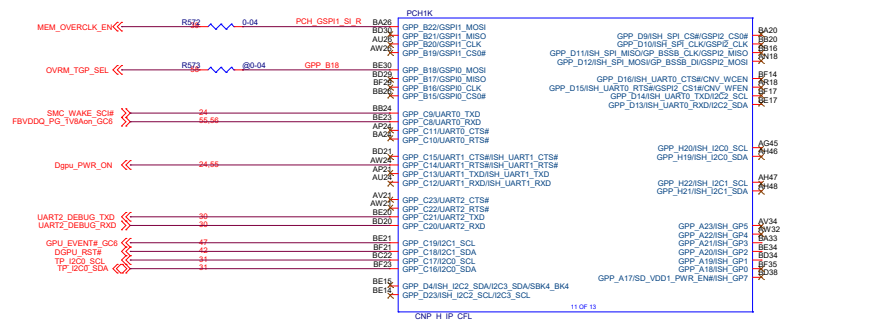 PCH1K
MEM_OVERCLK_EN R572 0-04 PCH_GSPI1_SI_R BA26 GPP_B22/GSPI1_MOSI
BD30 GPP_B21/GSPI1_MISO
AU26 GPP_B20/GSPI1_CLK
AW26 GPP_B19/GSPI1_CS0#
OVRM_TGP_SEL R573 @0-04 GPP_B18 BE30 GPP_B18/GSPI0_MOSI
BD29 GPP_B17/GSPI0_MISO
BF29 GPP_B16/GSPI0_CLK
BB26 GPP_B15/GSPI0_CS0#
SMC_WAKE_SCI# 24 BB24 GPP_C9/UART0_TXD
FBVDDQ_PG_1V8Aon_GC6 55,56 BE23 GPP_C8/UART0_RXD
AP24 GPP_C11/UART0_CTS#
BA24 GPP_C10/UART0_RTS#
BD21 GPP_C15/UART1_CTS#/ISH_UART1_CTS#
Dgpu_PWR_ON 24,55 AW24 GPP_C14/UART1_RTS#/ISH_UART1_RTS#
AP21 GPP_C13/UART1_TXD/ISH_UART1_TXD
AU24 GPP_C12/UART1_RXD/ISH_UART1_RXD
AV21 GPP_C23/UART2_CTS#
AW21 GPP_C22/UART2_RTS#
UART2_DEBUG_TXD 39 BE20 GPP_C21/UART2_TXD
UART2_DEBUG_RXD 39 BD20 GPP_C20/UART2_RXD
GPU_EVENT#_GC6 47 BE21 GPP_C19/I2C1_SCL
DGPU_RST# 42 BF21 GPP_C18/I2C1_SDA
TP_I2C0_SCL 31 BC22 GPP_C17/I2C0_SCL
TP_I2C0_SDA 31 BF23 GPP_C16/I2C0_SDA
BE15 GPP_D4/ISH_I2C2_SDA/I2C3_SDA/SBK4_BK4
BE14 GPP_D23/ISH_I2C2_SCL/I2C3_SCL
GPP_D9/ISH_SPI_CS#/GSPI2_CS0# BA20
GPP_D10/ISH_SPI_CLK/GSPI2_CLK BB20
GPP_D11/ISH_SPI_MISO/GP_BSSB_CLK/GSPI2_MISO BB16
GPP_D12/ISH_SPI_MOSI/GP_BSSB_DI/GSPI2_MOSI AN18
GPP_D16/ISH_UART0_CTS#/CNV_WCEN BF14
GPP_D15/ISH_UART0_RTS#/GSPI2_CS1#/CNV_WFEN AR18
GPP_D14/ISH_UART0_TXD/I2C2_SCL BF17
GPP_D13/ISH_UART0_RXD/I2C2_SDA BE17
GPP_H20/ISH_I2C0_SCL AG45
GPP_H19/ISH_I2C0_SDA AH46
GPP_H22/ISH_I2C1_SCL AH47
GPP_H21/ISH_I2C1_SDA AH48
GPP_A23/ISH_GP5 AV34
GPP_A22/ISH_GP4 AW32
GPP_A21/ISH_GP3 BA33
GPP_A20/ISH_GP2 BE34
GPP_A19/ISH_GP1 BD34
GPP_A18/ISH_GP0 BF35
GPP_A17/SD_VDD1_PWR_EN#/ISH_GP7 BD38
11 OF 13
CNP_H_IP_CFL